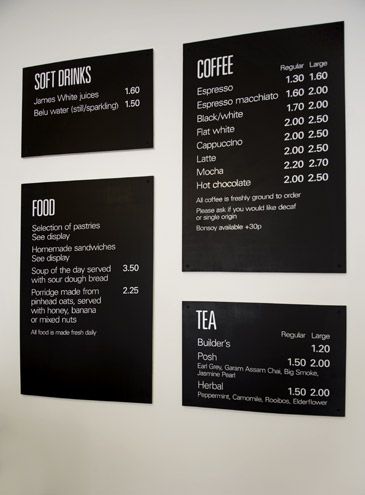 SOFT DRINKS
James White juices 1.60
Belu water (still/sparkling) 1.50
COFFEE
Regular Large
Espresso 1.30 1.60
Espresso macchiato 1.60 2.00
Black/white 1.70 2.00
Flat white 2.00 2.50
Cappuccino 2.00 2.50
Latte 2.00 2.50
Mocha 2.20 2.70
Hot chocolate 2.00 2.50
All coffee is freshly ground to order
Please ask if you would like decaf
or single origin
Bonsoy available +30p
FOOD
Selection of pastries
See display
Homemade sandwiches
See display
Soup of the day served 3.50
with sour dough bread
Porridge made from 2.25
pinhead oats, served
with honey, banana
or mixed nuts
All food is made fresh daily
TEA
Regular Large
Builder's 1.20
Posh 1.50 2.00
Earl Grey, Garam Assam Chai, Big Smoke,
Jasmine Pearl
Herbal 1.50 2.00
Peppermint, Camomile, Rooibos, Elderflower